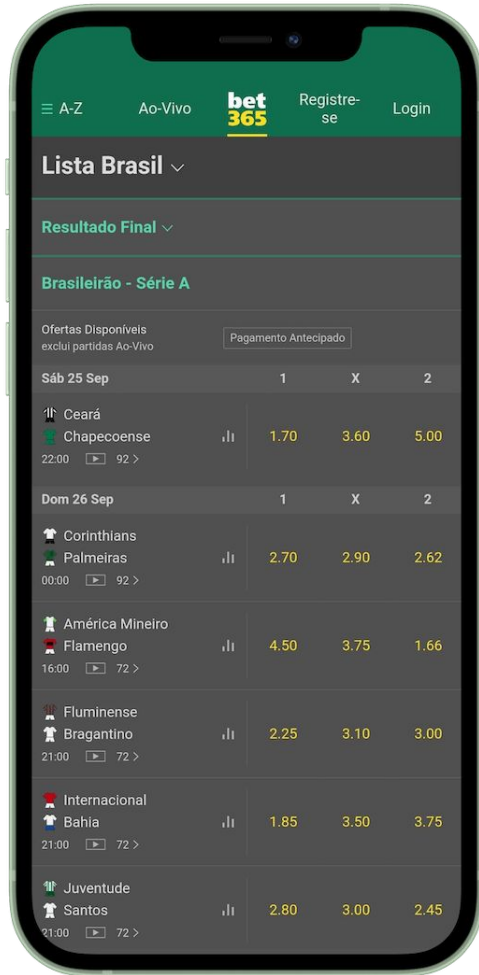 A-Z Ao-Vivo bet365 Registre-se Login
Lista Brasil
Resultado Final
Brasileirão - Série A
Ofertas Disponíveis
exclui partidas Ao-Vivo
Pagamento Antecipado
Sáb 25 Sep 1 X 2
Ceará
Chapecoense
1.70 3.60 5.00
22:00 92 >
Dom 26 Sep 1 X 2
Corinthians
Palmeiras
2.70 2.90 2.62
00:00 92 >
América Mineiro
Flamengo
4.50 3.75 1.66
16:00 72 >
Fluminense
Bragantino
2.25 3.10 3.00
21:00 72 >
Internacional
Bahia
1.85 3.50 3.75
21:00 72 >
Juventude
Santos
2.80 3.00 2.45
21:00 72 >